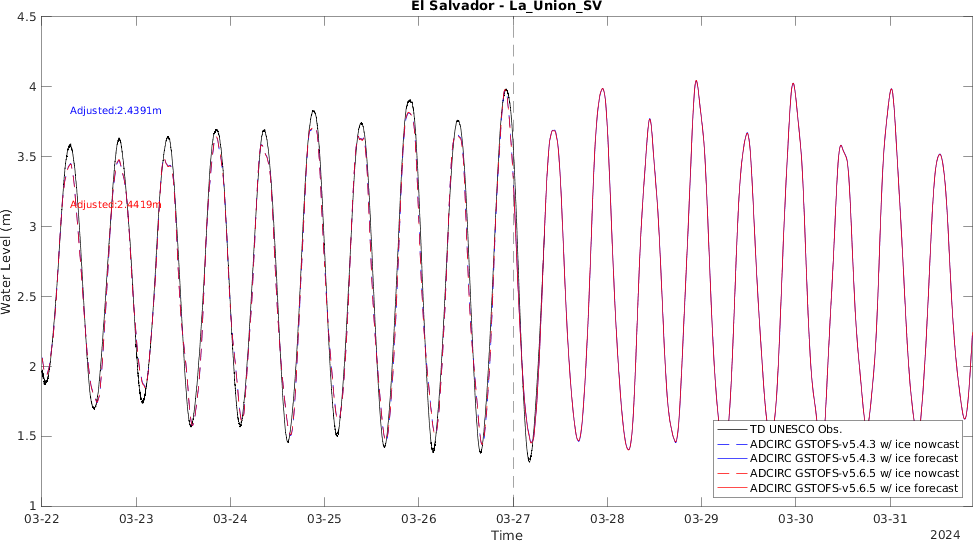 El Salvador - La_Union_SV
4.5
4
3.5
3
2.5
2
1.5
1
Water Level (m)
Adjusted:2.4391m
Adjusted:2.4419m
TD UNESCO Obs.
ADCIRC GSTOFS-v5.4.3 w/ ice nowcast
ADCIRC GSTOFS-v5.4.3 w/ ice forecast
ADCIRC GSTOFS-v5.6.5 w/ ice nowcast
ADCIRC GSTOFS-v5.6.5 w/ ice forecast
03-22 03-23 03-24 03-25 03-26 03-27 03-28 03-29 03-30 03-31
Time
2024